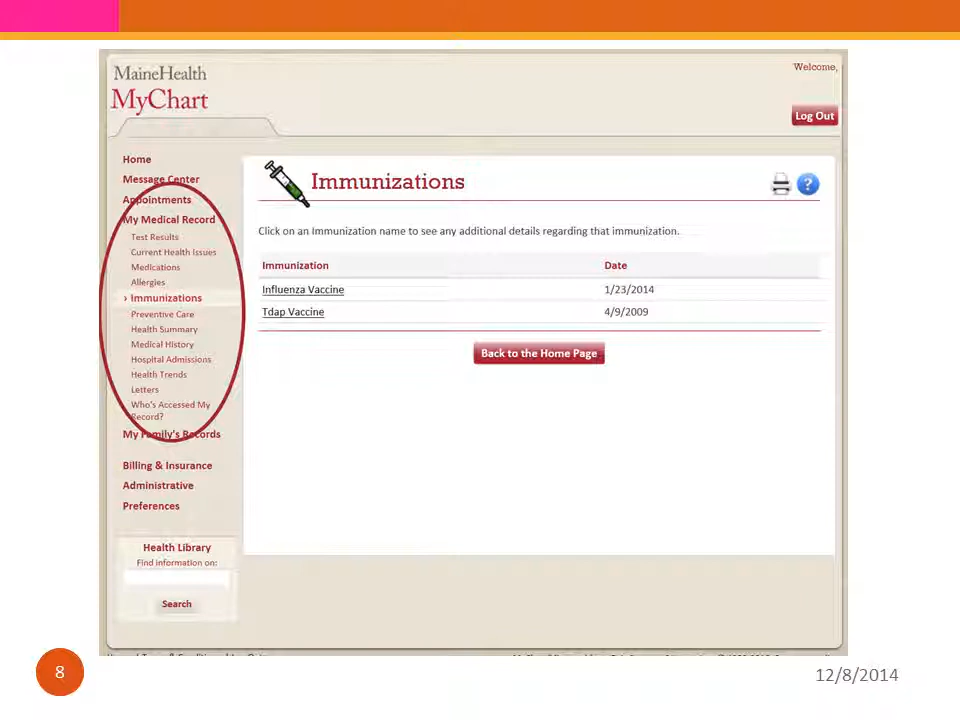 MaineHealth
MyChart
Welcome,
Log Out
Home
Message Center
Appointments
My Medical Record
Test Results
Current Health Issues
Medications
Allergies
› Immunizations
Preventive Care
Health Summary
Medical History
Hospital Admissions
Health Trends
Letters
Who's Accessed My
Record?
My Family's Records
Billing & Insurance
Administrative
Preferences
Health Library
Find information on:
Search
Immunizations
?
Click on an Immunization name to see any additional details regarding that immunization.
Immunization Date
Influenza Vaccine 1/23/2014
Tdap Vaccine 4/9/2009
Back to the Home Page
8
12/8/2014